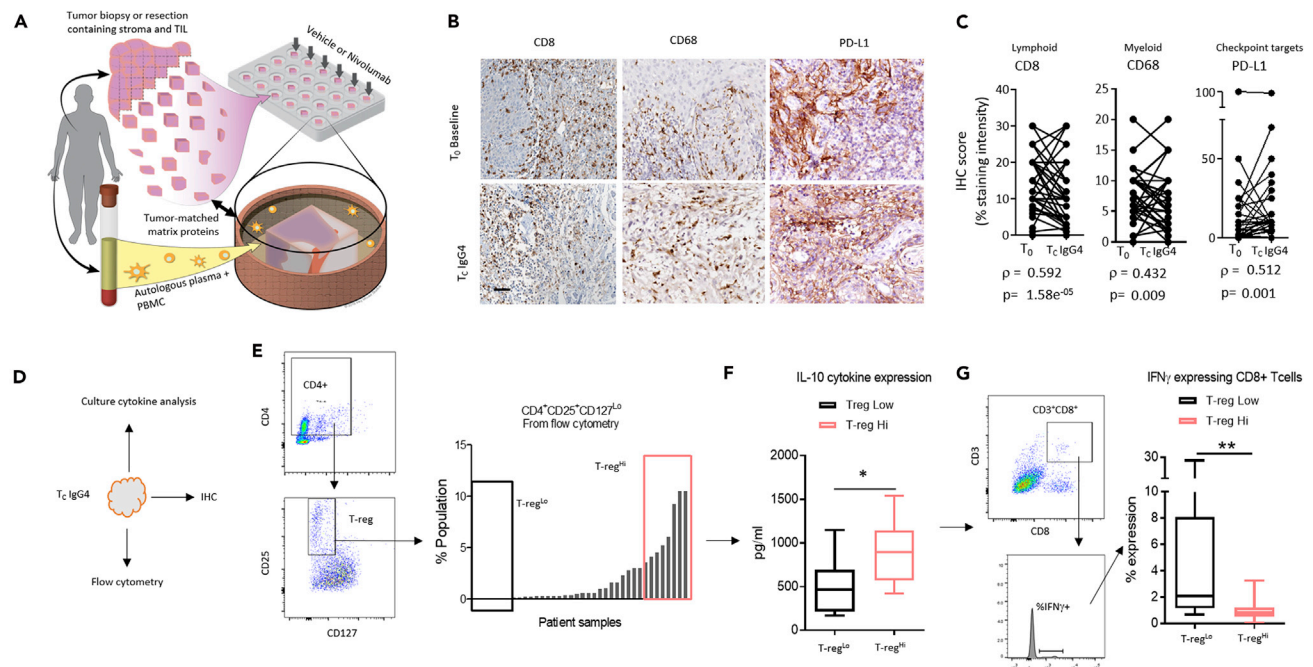 A
Tumor biopsy or resection
containing stroma and TIL
Vehicle or Nivolumab
Tumor-matched
matrix proteins
Autologous plasma +
PBMC
B
CD8
CD68
PD-L1
T0 Baseline
TC IgG4
C
Lymphoid
CD8
Myeloid
CD68
Checkpoint targets
PD-L1
IHC score
(% staining intensity)
40
30
20
10
0
25
20
15
10
5
0
100
50
0
T0 TC IgG4
T0 TC IgG4
T0 TC IgG4
ρ = 0.592
p= 1.58e-05
ρ = 0.432
p= 0.009
ρ = 0.512
p= 0.001
D
Culture cytokine analysis
TC IgG4
IHC
Flow cytometry
E
CD4+
CD4
T-reg
CD25
CD127
CD4+CD25+CD127Lo
From flow cytometry
T-regHi
T-regLo
% Population
15
10
5
0
Patient samples
F
IL-10 cytokine expression
Treg Low
T-reg Hi
*
pg/ml
2000
1500
1000
500
0
T-regLo
T-regHi
G
CD3+CD8+
CD3
CD8
%IFNγ+
IFNγ expressing CD8+ Tcells
T-reg Low
T-reg Hi
**
% expression
30
10
8
6
4
2
0
T-regLo
T-regHi